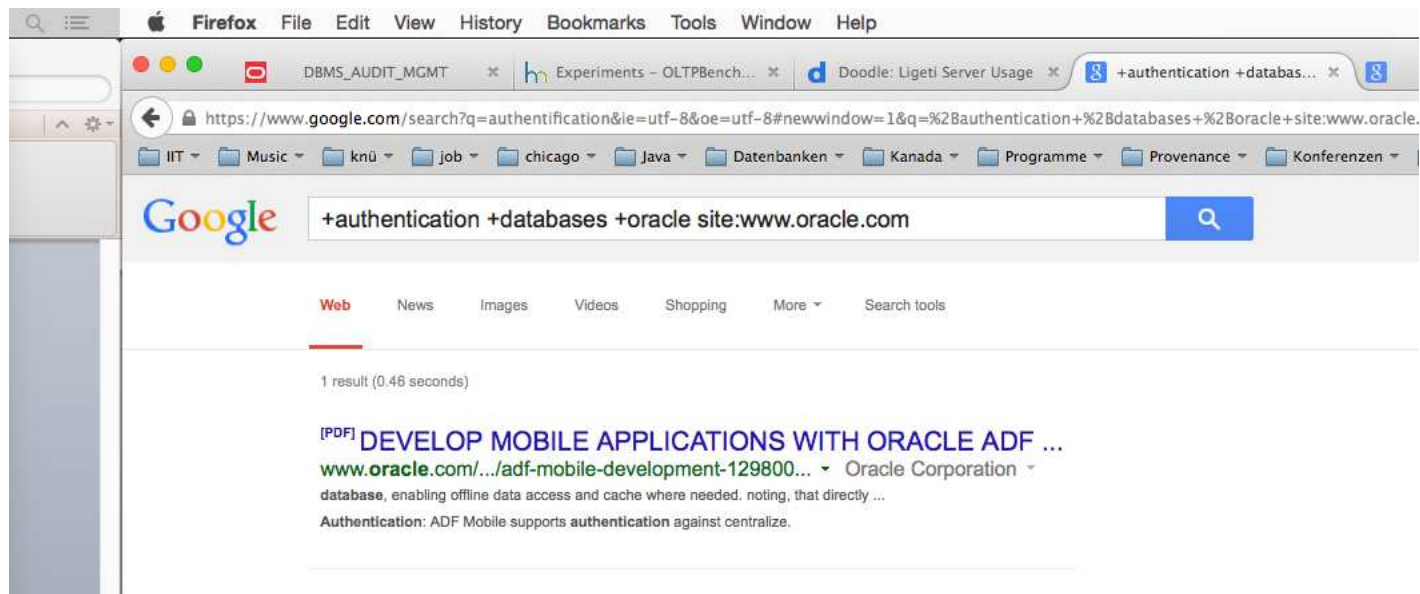 Firefox File Edit View History Bookmarks Tools Window Help
DBMS_AUDIT_MGMT Experiments - OLTPBench... Doodle: Ligeti Server Usage +authentication +databas...
https://www.google.com/search?q=authentification&ie=utf-8&oe=utf-8#newwindow=1&q=%2Bauthentication+%2Bdatabases+%2Boracle+site:www.oracle.
IIT Music knü job chicago Java Datenbanken Kanada Programme Provenance Konferenzen
Google +authentication +databases +oracle site:www.oracle.com
Web News Images Videos Shopping More Search tools
1 result (0.46 seconds)
[PDF] DEVELOP MOBILE APPLICATIONS WITH ORACLE ADF ...
www.oracle.com/.../adf-mobile-development-129800... Oracle Corporation
database, enabling offline data access and cache where needed. noting, that directly ...
Authentication: ADF Mobile supports authentication against centralize.